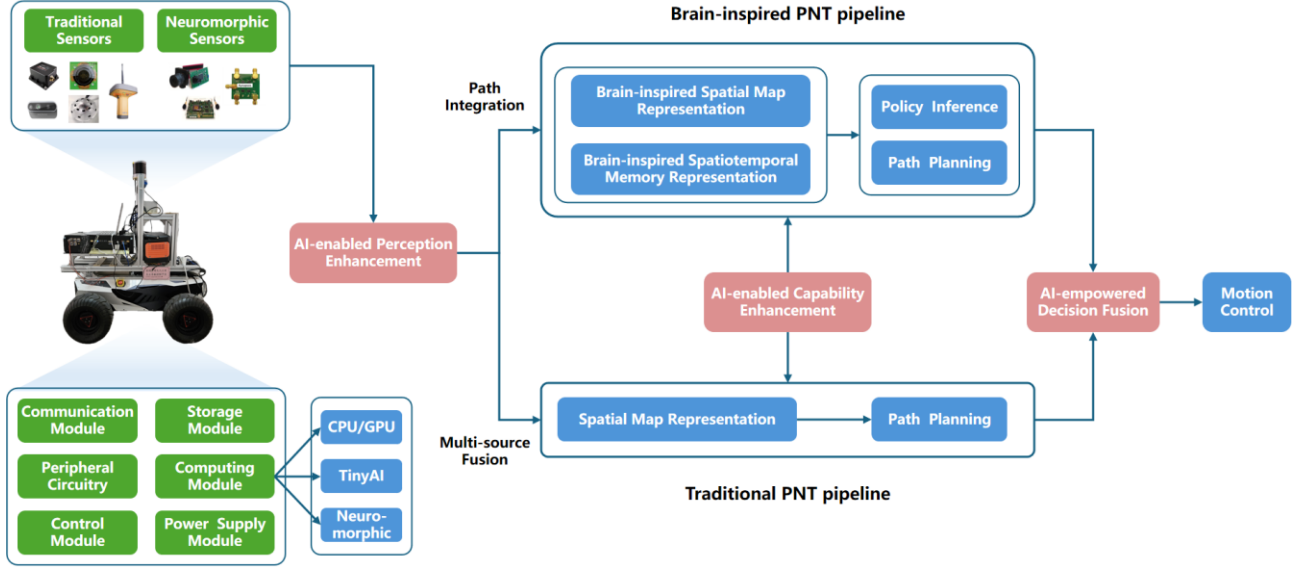 Traditional
Sensors
Neuromorphic
Sensors
Brain-inspired PNT pipeline
Path
Integration
Brain-inspired Spatial Map
Representation
Brain-inspired Spatiotemporal
Memory Representation
Policy Inference
Path Planning
AI-enabled Perception
Enhancement
AI-enabled Capability
Enhancement
AI-empowered
Decision Fusion
Motion
Control
Multi-source
Fusion
Spatial Map Representation
Path Planning
Traditional PNT pipeline
Communication
Module
Storage
Module
Peripheral
Circuitry
Computing
Module
Control
Module
Power Supply
Module
CPU/GPU
TinyAI
Neuro-
morphic